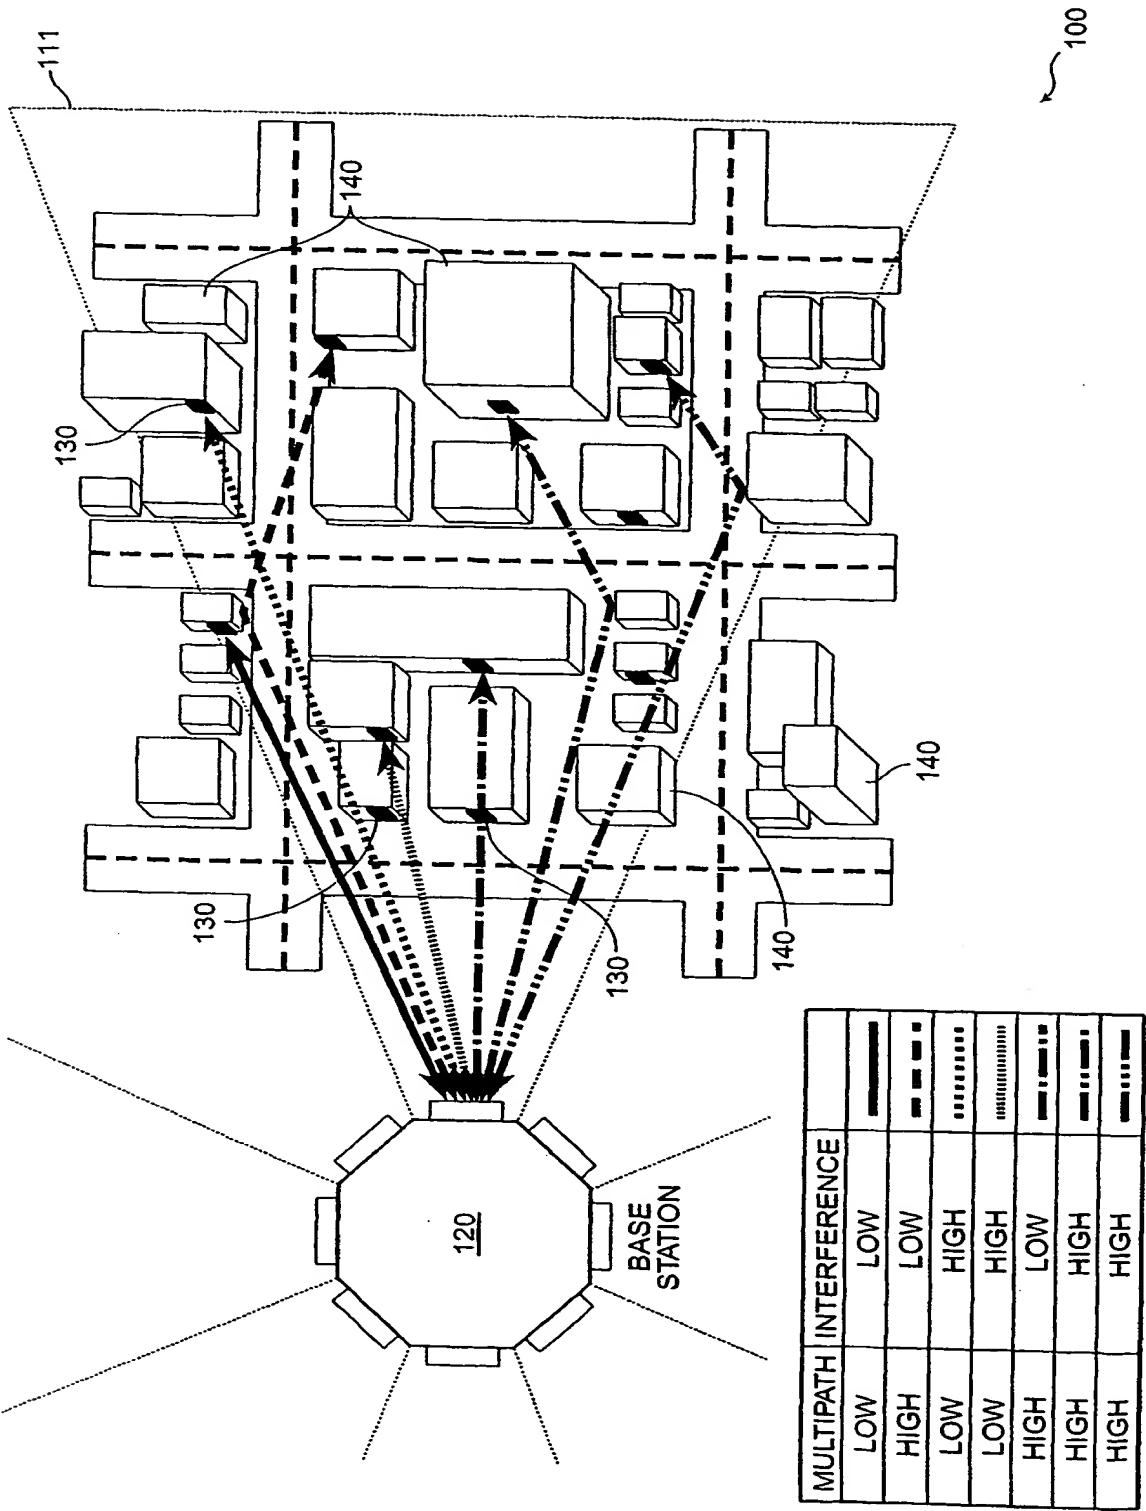 111
100
140
130
130
130
140
140
120
BASE
STATION
MULTIPATH INTERFERENCE
LOW LOW
HIGH LOW
LOW HIGH
LOW HIGH
HIGH LOW
HIGH HIGH
HIGH HIGH